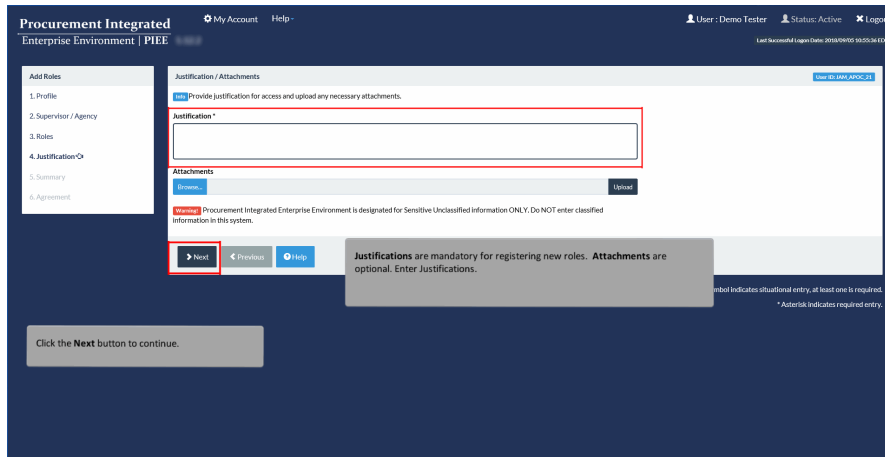 Procurement Integrated
Enterprise Environment | PIEE
My Account Help
User : Demo Tester Status: Active Logou
Last Successful Logon Date: 2018/09/05 10:55:36 ED
Add Roles
1. Profile
2. Supervisor / Agency
3. Roles
4. Justification
5. Summary
6. Agreement
Justification / Attachments
User ID: JAM_APOC_21
Info Provide justification for access and upload any necessary attachments.
Justification *
Attachments
Browse... Upload
Warning! Procurement Integrated Enterprise Environment is designated for Sensitive Unclassified information ONLY. Do NOT enter classified
information in this system.
Next Previous Help
Justifications are mandatory for registering new roles. Attachments are
optional. Enter Justifications.
mbol indicates situational entry, at least one is required.
* Asterisk indicates required entry.
Click the Next button to continue.